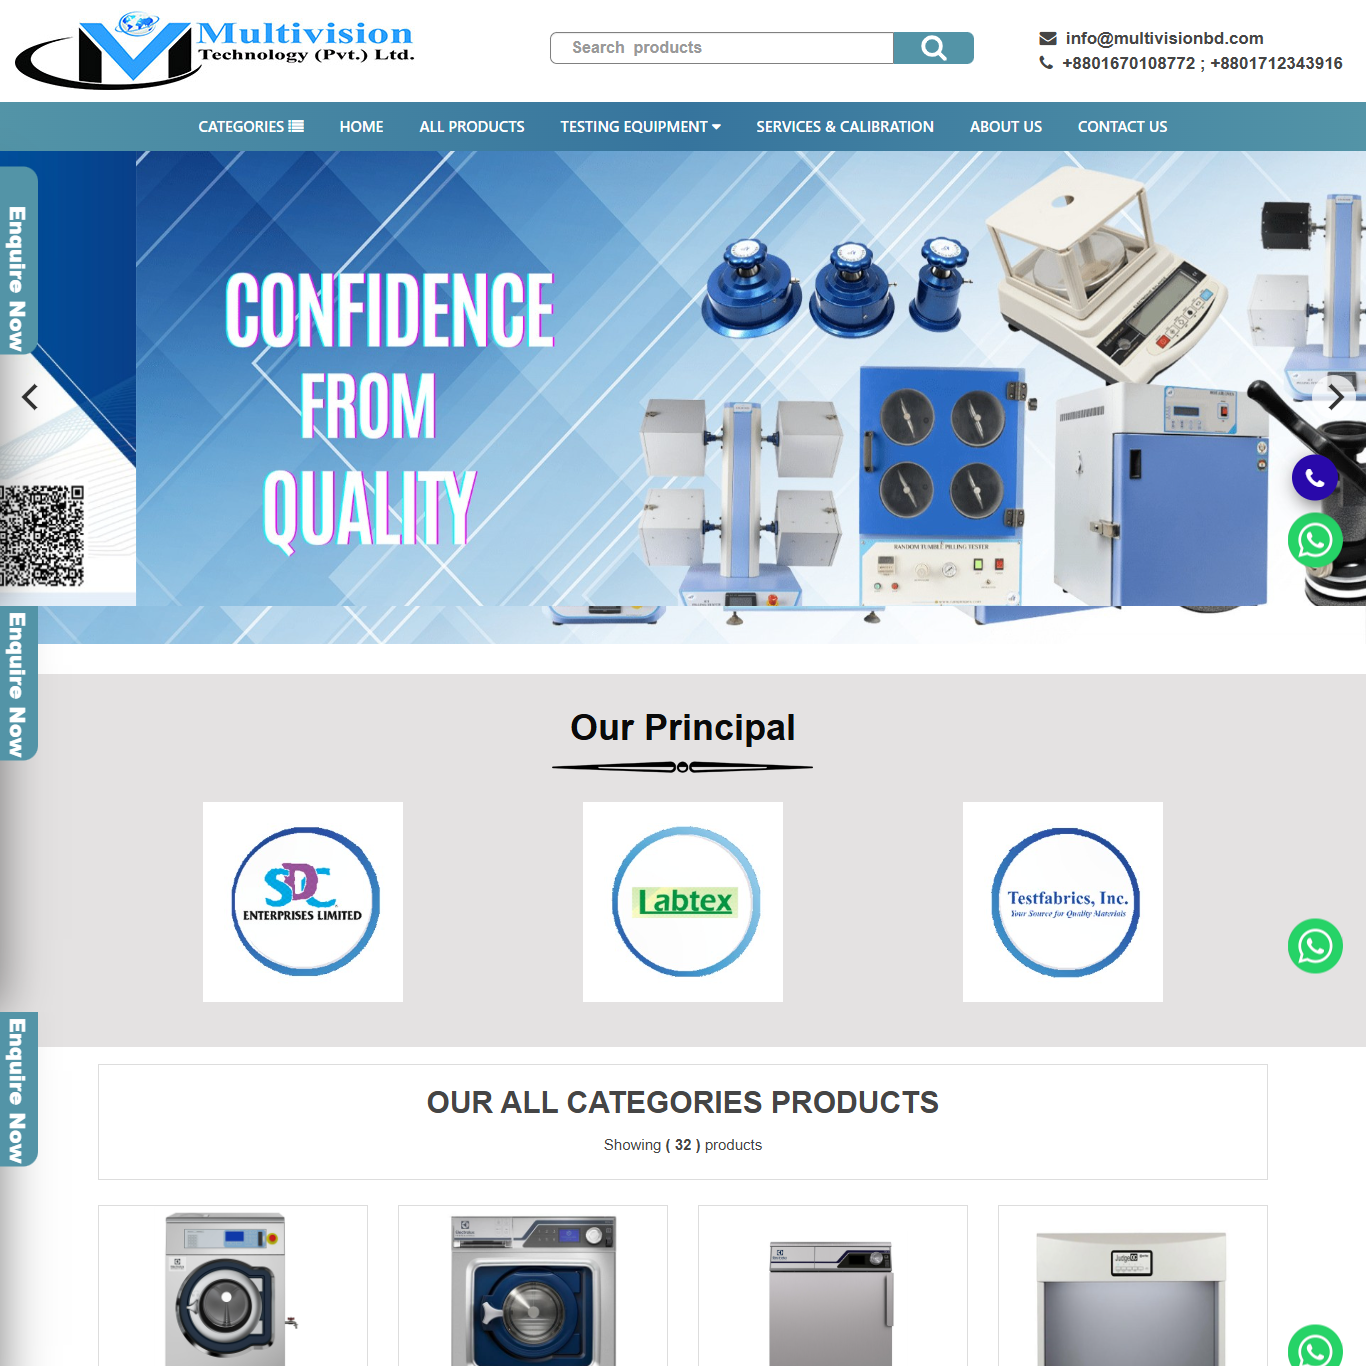 Multivision
Technology (Pvt.) Ltd.
Search products
info@multivisionbd.com
+8801670108772 ; +8801712343916
CATEGORIES
HOME
ALL PRODUCTS
TESTING EQUIPMENT
SERVICES & CALIBRATION
ABOUT US
CONTACT US
Enquire Now
CONFIDENCE
FROM
QUALITY
RANDOM TUMBLE PILLING TESTER
Enquire Now
Our Principal
SDC
ENTERPRISES LIMITED
Labtex
Testfabrics, Inc.
Your Source for Quality Materials
Enquire Now
OUR ALL CATEGORIES PRODUCTS
Showing ( 32 ) products
Electrolux